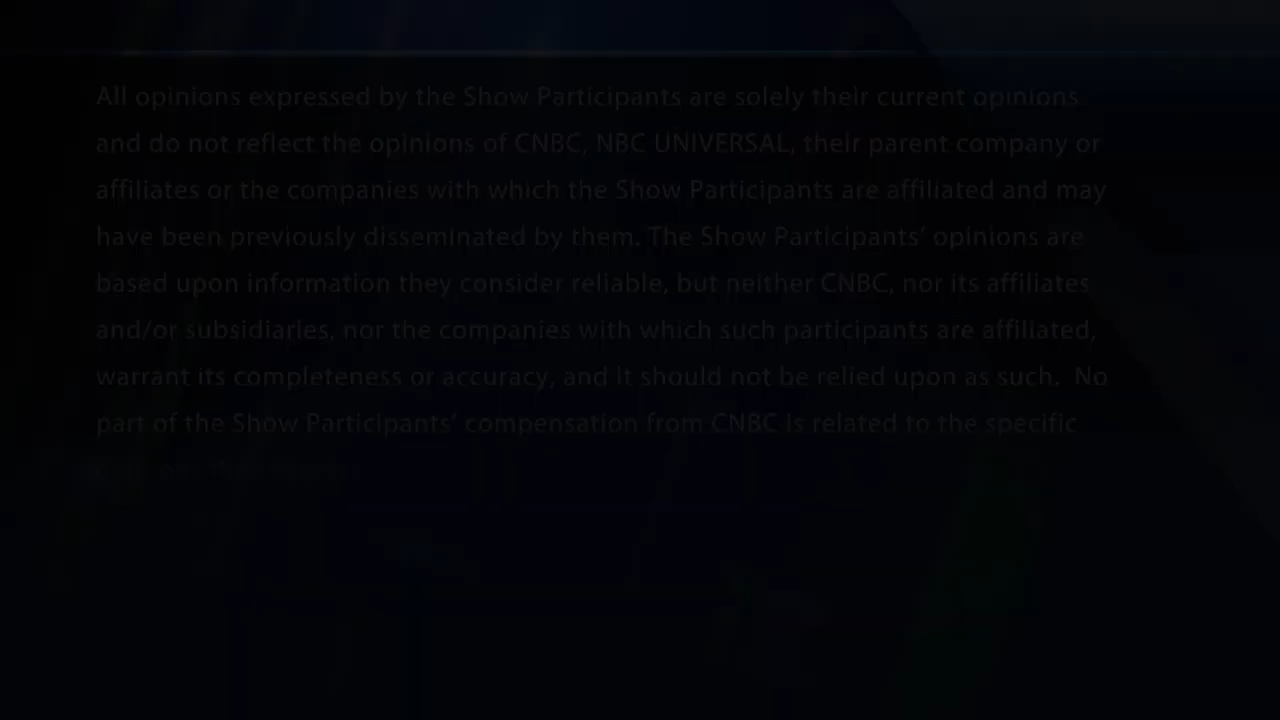 All opinions expressed by the Show Participants are solely their current opinions
and do not reflect the opinions of CNBC, NBC UNIVERSAL, their parent company or
affiliates or the companies with which the Show Participants are affiliated and may
have been previously disseminated by them. The Show Participants’ opinions are
based upon information they consider reliable, but neither CNBC, nor its affiliates
and/or subsidiaries, nor the companies with which such participants are affiliated,
warrant its completeness or accuracy, and it should not be relied upon as such.  No
part of the Show Participants’ compensation from CNBC is related to the specific